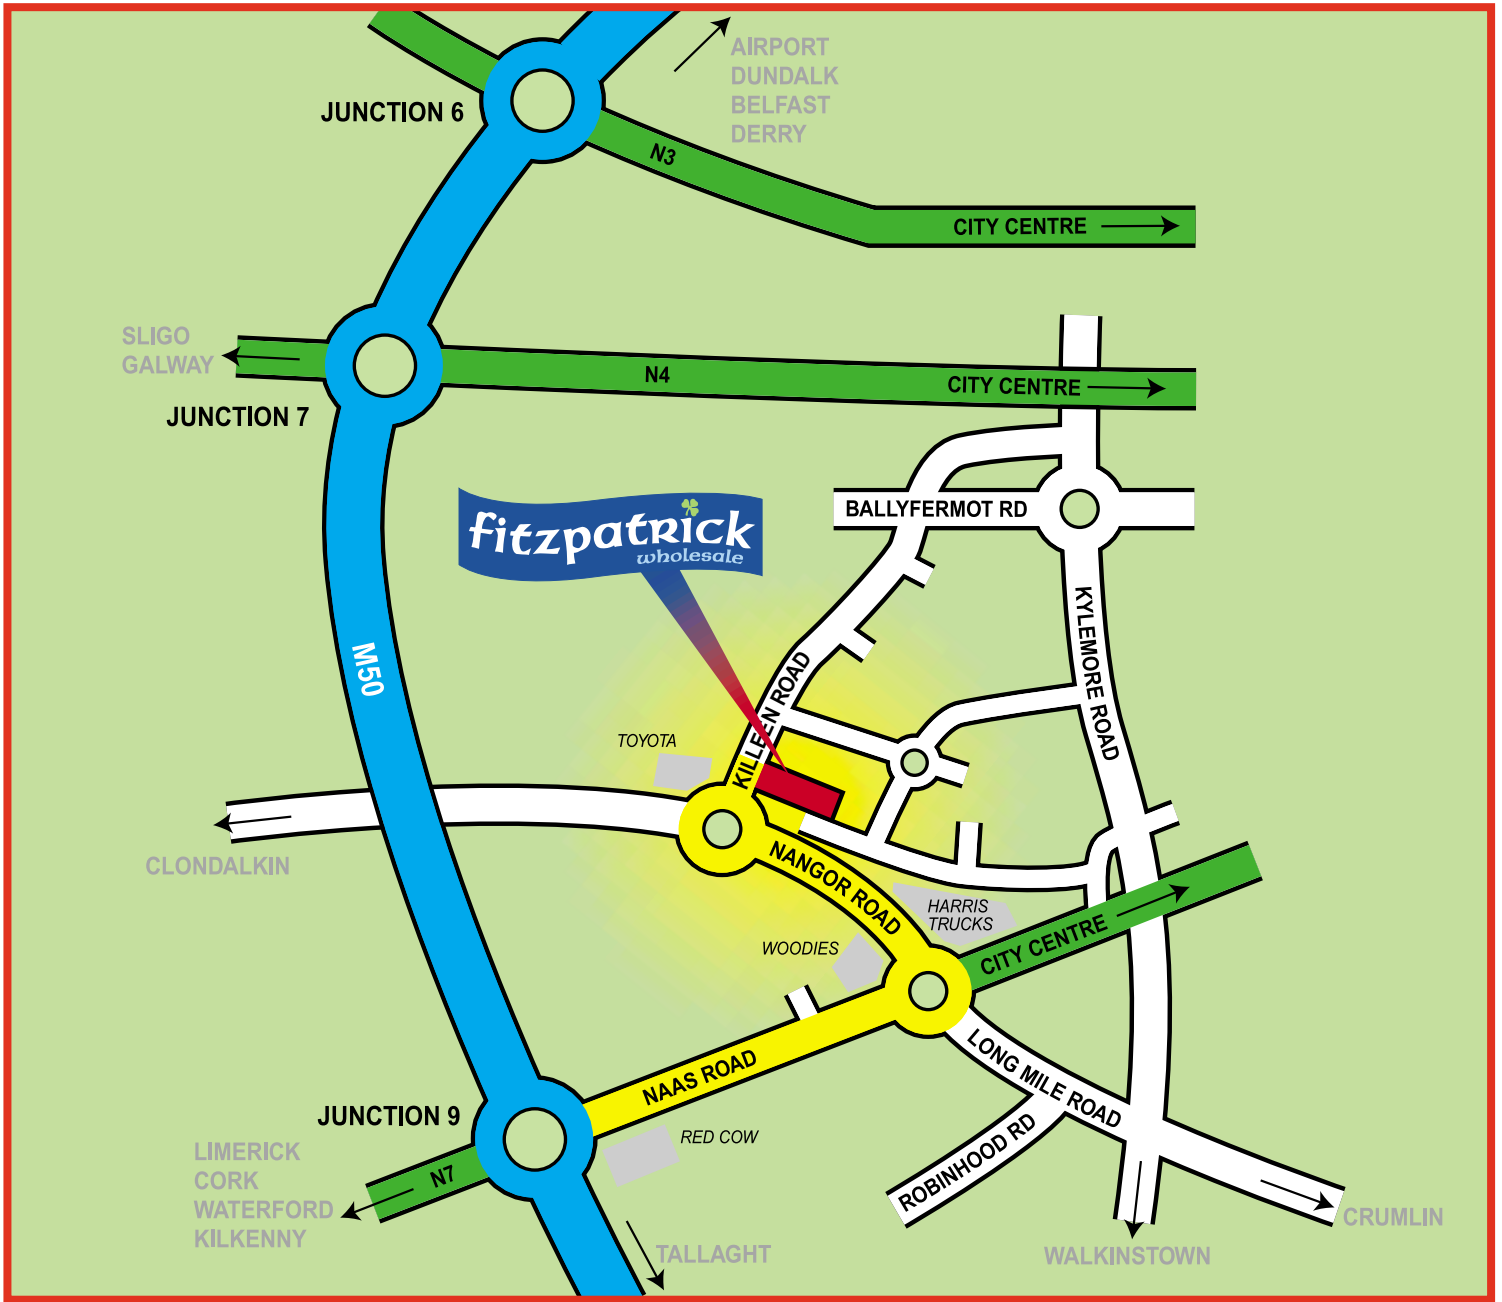 AIRPORT
DUNDALK
BELFAST
DERRY
JUNCTION 6
N3
CITY CENTRE
SLIGO
GALWAY
N4
CITY CENTRE
JUNCTION 7
fitzpatrick
wholesale
BALLYFERMOT RD
KYLEMORE ROAD
M50
KILLEEN ROAD
TOYOTA
CLONDALKIN
NANGOR ROAD
HARRIS
TRUCKS
WOODIES
CITY CENTRE
NAAS ROAD
LONG MILE ROAD
JUNCTION 9
RED COW
ROBINHOOD RD
LIMERICK
CORK
WATERFORD
KILKENNY
N7
CRUMLIN
TALLAGHT
WALKINSTOWN